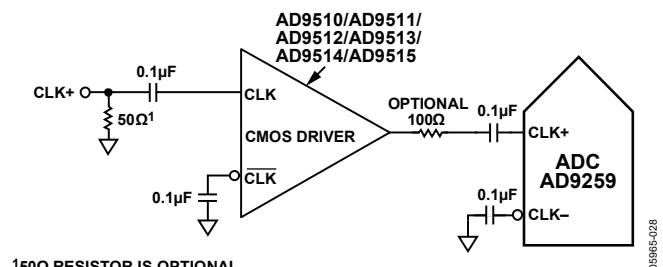 AD9510/AD9511/
AD9512/AD9513/
AD9514/AD9515
CLK+
0.1µF
50Ω¹
CLK
CMOS DRIVER
CLK
0.1µF
OPTIONAL
100Ω
0.1µF
CLK+
ADC
AD9259
0.1µF
CLK–
¹50Ω RESISTOR IS OPTIONAL
05965-028